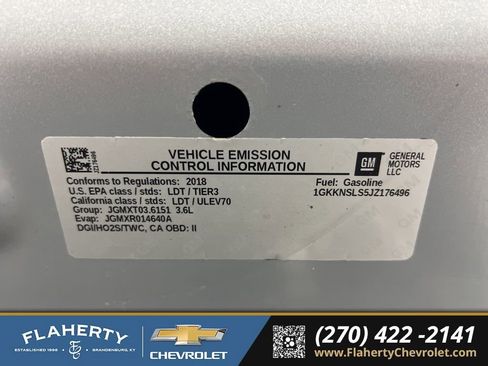 VEHICLE EMISSION
CONTROL INFORMATION
GM
GENERAL
MOTORS
LLC
Conforms to Regulations: 2018
U.S. EPA class / stds: LDT / TIER3
California class / stds: LDT / ULEV70
Group: JGMXT03.6151 3.6L
Evap: JGMXR014640A
DGI/HO2S/TWC, CA OBD: II
Fuel: Gasoline
1GKKNSLS5JZ176496
FLAHERTY
ESTABLISHED 1996
BRANDENBURG, KY
CHEVROLET
(270) 422-2141
www.FlahertyChevrolet.com